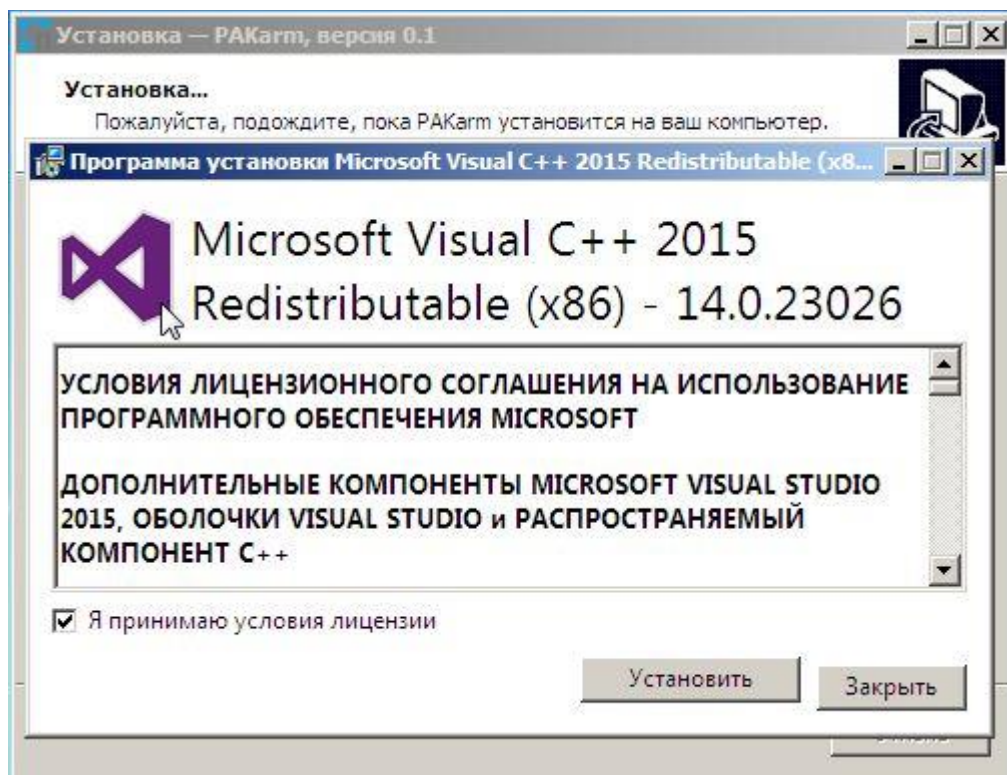 Установка — PAKarm, версия 0.1
Установка...
Пожалуйста, подождите, пока PAKarm установится на ваш компьютер.
Программа установки Microsoft Visual C++ 2015 Redistributable (x8...
Microsoft Visual C++ 2015
Redistributable (x86) - 14.0.23026
УСЛОВИЯ ЛИЦЕНЗИОННОГО СОГЛАШЕНИЯ НА ИСПОЛЬЗОВАНИЕ
ПРОГРАММНОГО ОБЕСПЕЧЕНИЯ MICROSOFT
ДОПОЛНИТЕЛЬНЫЕ КОМПОНЕНТЫ MICROSOFT VISUAL STUDIO
2015, ОБОЛОЧКИ VISUAL STUDIO и РАСПРОСТРАНЯЕМЫЙ
КОМПОНЕНТ C++
Я принимаю условия лицензии
Установить
Закрыть